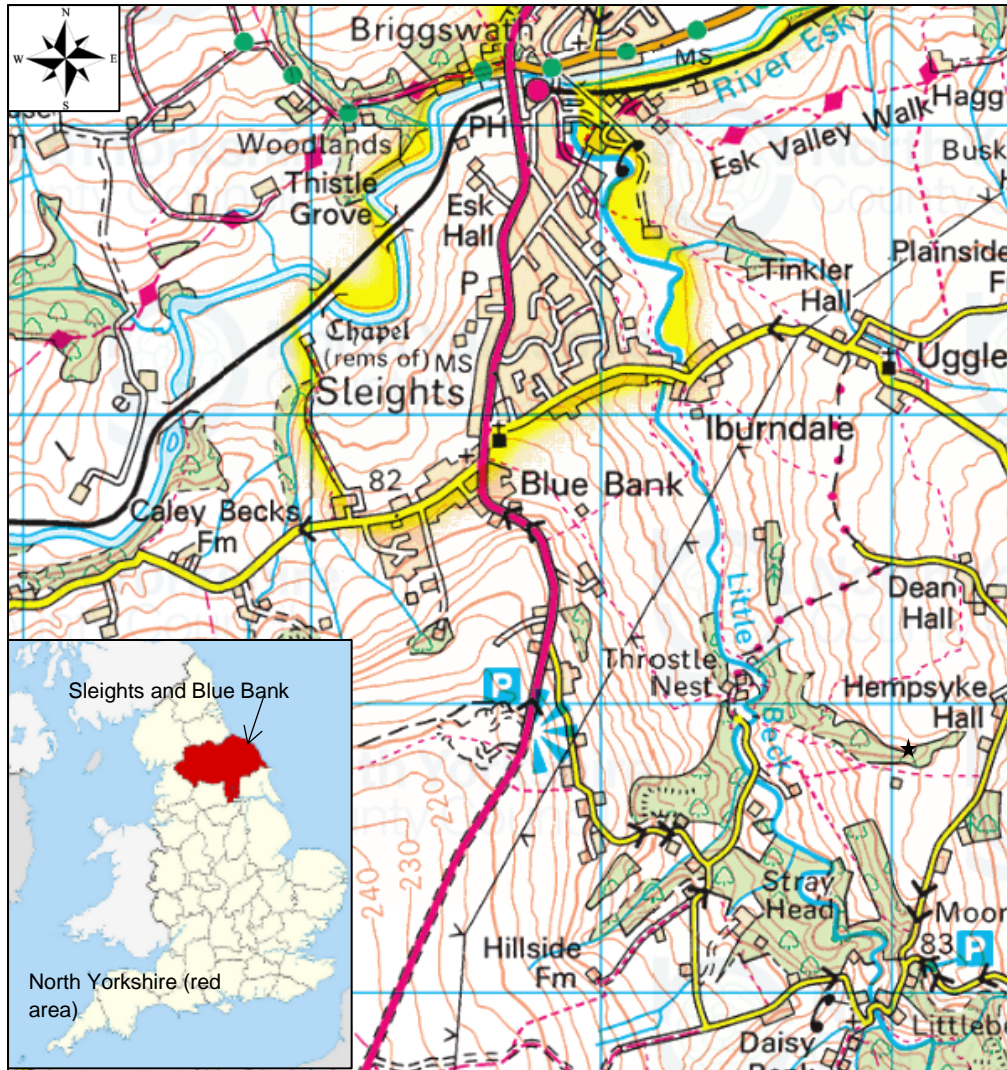 N
W
E
S
Briggswath
MS
River Esk
Hagg
Woodlands
PH
Esk Valley Walk
Busk
Thistle
Grove
Esk
Hall
Plainside
F
Tinkler
Hall
P
Chapel
(rems of)
MS
Uggle
Sleights
Iburndale
e
L
82
Blue Bank
Caley Becks
Fm
Dean
Hall
Little
Beck
Throstle
Nest
Hempsyke
Hall
P
Sleights and Blue Bank
220
230
240
Stray
Head
Moor
83
P
Hillside
Fm
North Yorkshire (red
area)
Littleb
Daisy